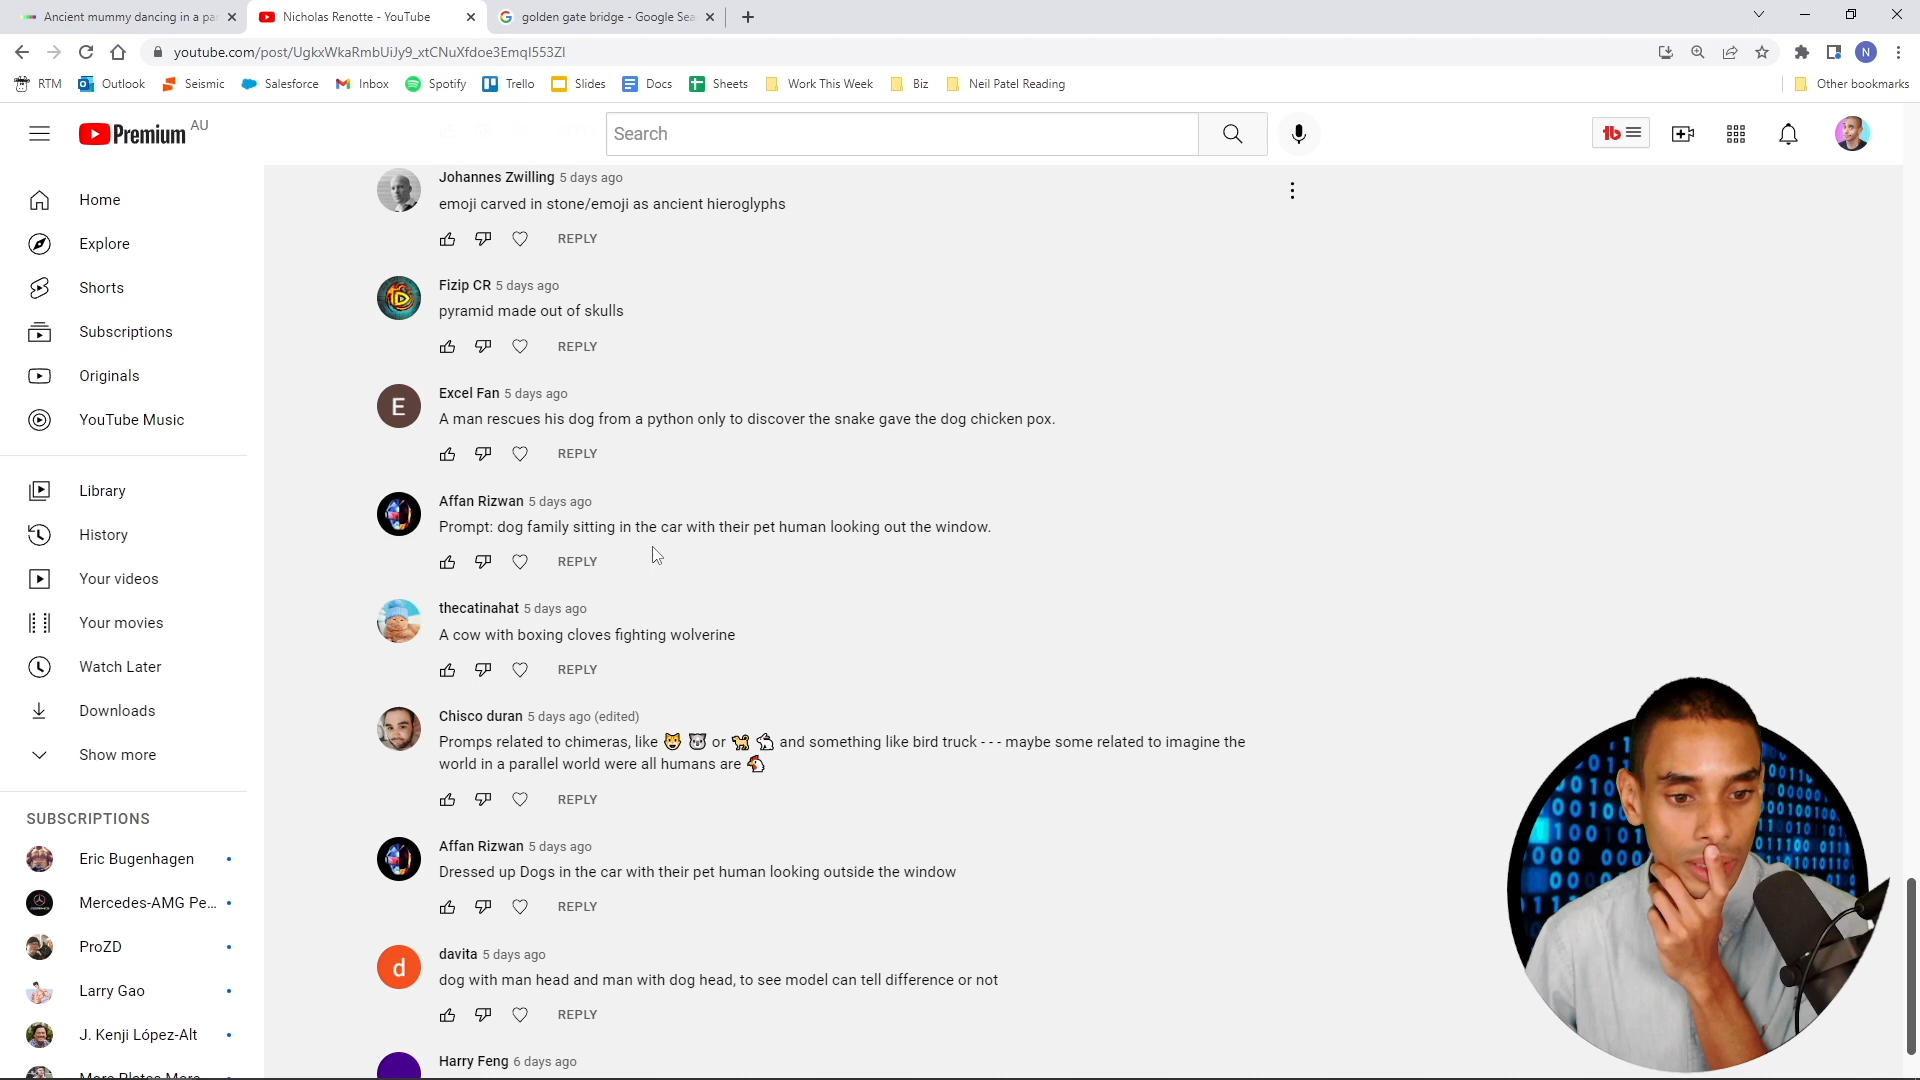 Ancient mummy dancing in a pa
Nicholas Renotte - YouTube
golden gate bridge - Google Sea
youtube.com/post/UgkxWkaRmbUiJy9_xtCNuXfdoe3EmqI553ZI
N
RTM
Outlook
Seismic
Salesforce
Inbox
Spotify
Trello
Slides
Docs
Sheets
Work This Week
Biz
Neil Patel Reading
Other bookmarks
Premium AU
Search
Home
Explore
Shorts
Subscriptions
Originals
YouTube Music
Library
History
Your videos
Your movies
Watch Later
Downloads
Show more
SUBSCRIPTIONS
Eric Bugenhagen
Mercedes-AMG Pe...
ProZD
Larry Gao
J. Kenji López-Alt
Johannes Zwilling 5 days ago
emoji carved in stone/emoji as ancient hieroglyphs
REPLY
Fizip CR 5 days ago
pyramid made out of skulls
REPLY
E
Excel Fan 5 days ago
A man rescues his dog from a python only to discover the snake gave the dog chicken pox.
REPLY
Affan Rizwan 5 days ago
Prompt: dog family sitting in the car with their pet human looking out the window.
REPLY
thecatinahat 5 days ago
A cow with boxing cloves fighting wolverine
REPLY
Chisco duran 5 days ago (edited)
Promps related to chimeras, like 🐱 🐨 or 🐈 🐇 and something like bird truck - - - maybe some related to imagine the
world in a parallel world were all humans are 🐔
REPLY
Affan Rizwan 5 days ago
Dressed up Dogs in the car with their pet human looking outside the window
REPLY
d
davita 5 days ago
dog with man head and man with dog head, to see model can tell difference or not
REPLY
Harry Feng 6 days ago